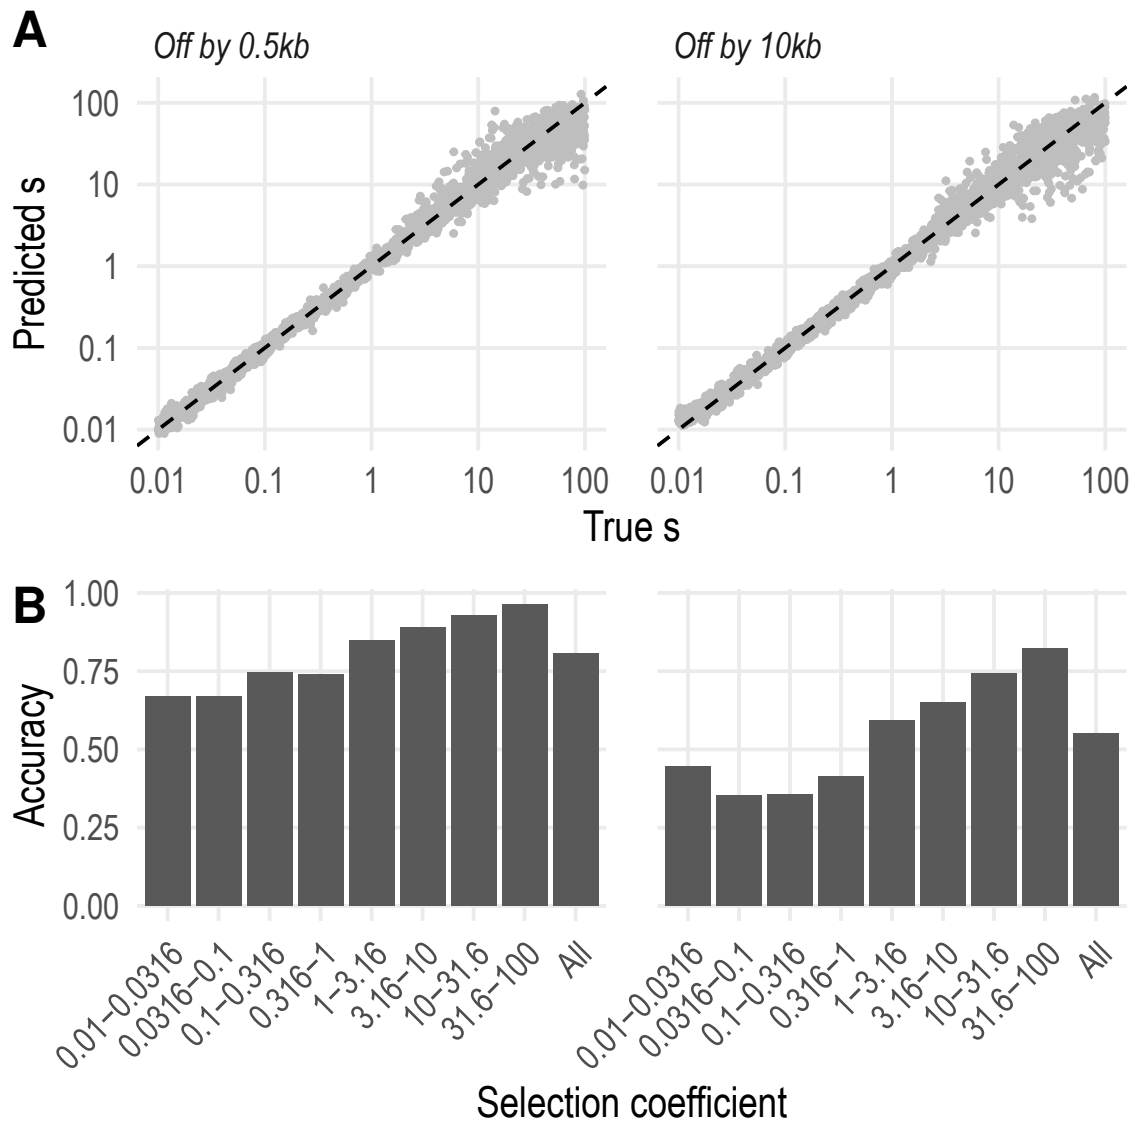 A
Off by 0.5kb
Off by 10kb
Predicted s
100
10
1
0.1
0.01
0.01 0.1 1 10 100
0.01 0.1 1 10 100
True s
B
Accuracy
1.00
0.75
0.50
0.25
0.00
0.01−0.0316
0.0316−0.1
0.1−0.316
0.316−1
1−3.16
3.16−10
10−31.6
31.6−100
All
0.01−0.0316
0.0316−0.1
0.1−0.316
0.316−1
1−3.16
3.16−10
10−31.6
31.6−100
All
Selection coefficient